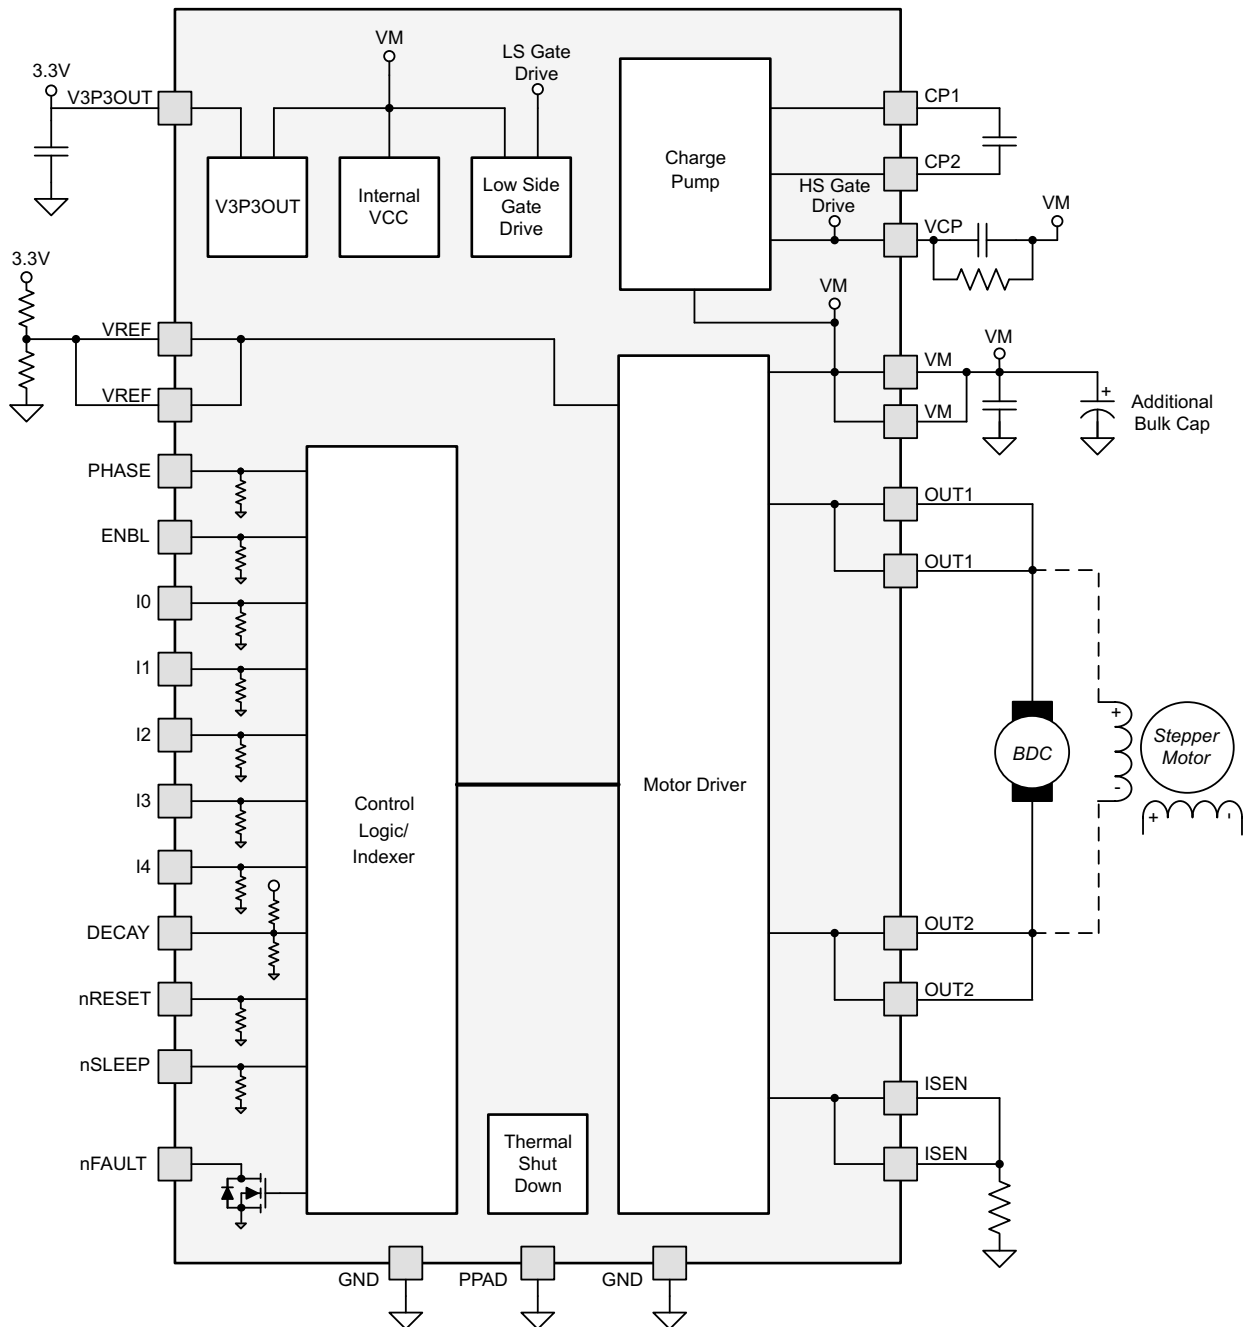 VM
LS Gate
Drive
3.3V
V3P3OUT
CP1
Charge
Pump
CP2
HS Gate
Drive
VM
V3P3OUT
Internal
VCC
Low Side
Gate
Drive
VCP
3.3V
VM
VREF
VM
VM
+
Additional
Bulk Cap
VREF
VM
PHASE
OUT1
ENBL
OUT1
I0
I1
I2
+
Stepper
Motor
BDC
-
I3
Control
Logic/
Indexer
Motor Driver
+
-
I4
DECAY
OUT2
nRESET
OUT2
nSLEEP
ISEN
nFAULT
Thermal
Shut
Down
ISEN
GND
PPAD
GND